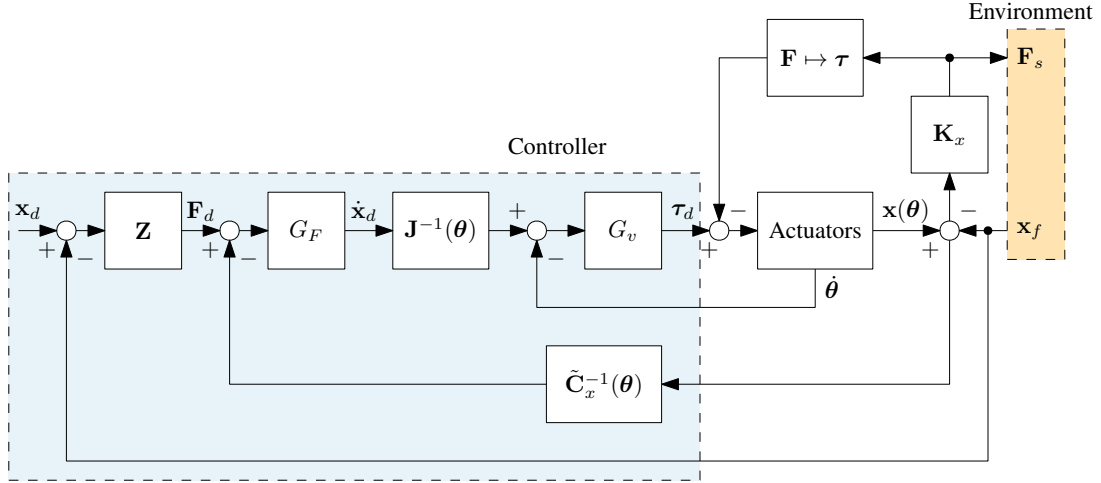 Environment
F ↦ τ
F_s
K_x
Controller
x_d
+
−
Z
F_d
+
−
G_F
ẋ_d
J⁻¹(θ)
+
−
G_v
τ_d
−
+
Actuators
x(θ)
−
+
x_f
θ̇
C̃_x⁻¹(θ)